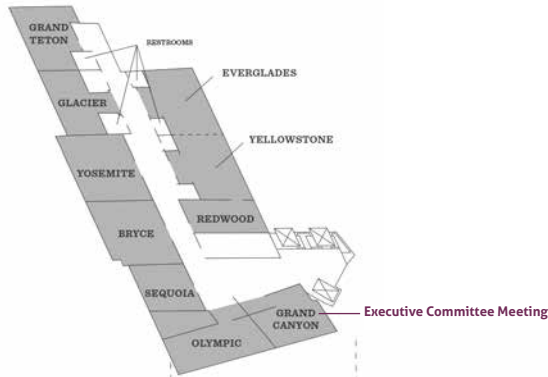 GRAND
TETON
RESTROOMS
EVERGLADES
GLACIER
YELLOWSTONE
YOSEMITE
REDWOOD
BRYCE
SEQUOIA
GRAND
CANYON
Executive Committee Meeting
OLYMPIC